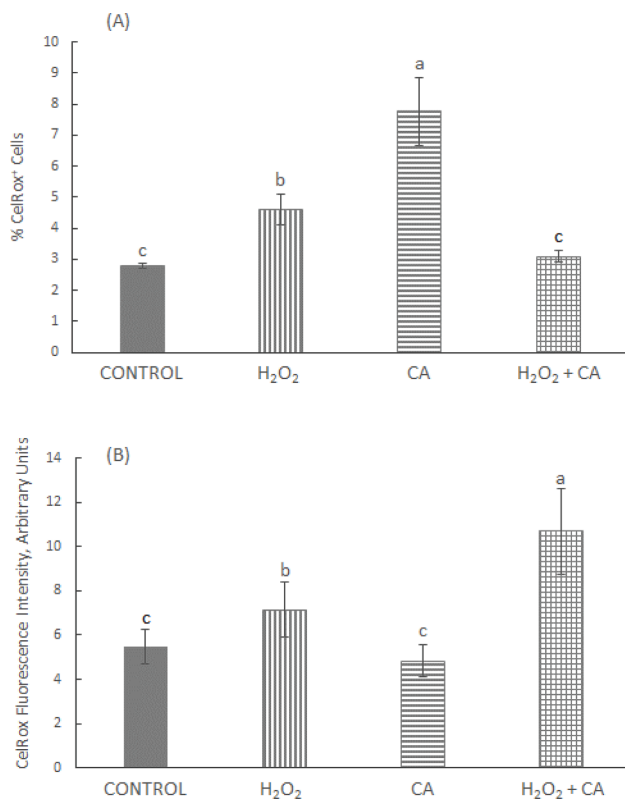 (A)
% CelRox⁺ Cells
10
9
8
7
6
5
4
3
2
1
0
c
b
a
c
CONTROL H₂O₂ CA H₂O₂ + CA
(B)
CelRox Fluorescence Intensity, Arbitrary Units
14
12
10
8
6
4
2
0
c
b
c
a
CONTROL H₂O₂ CA H₂O₂ + CA